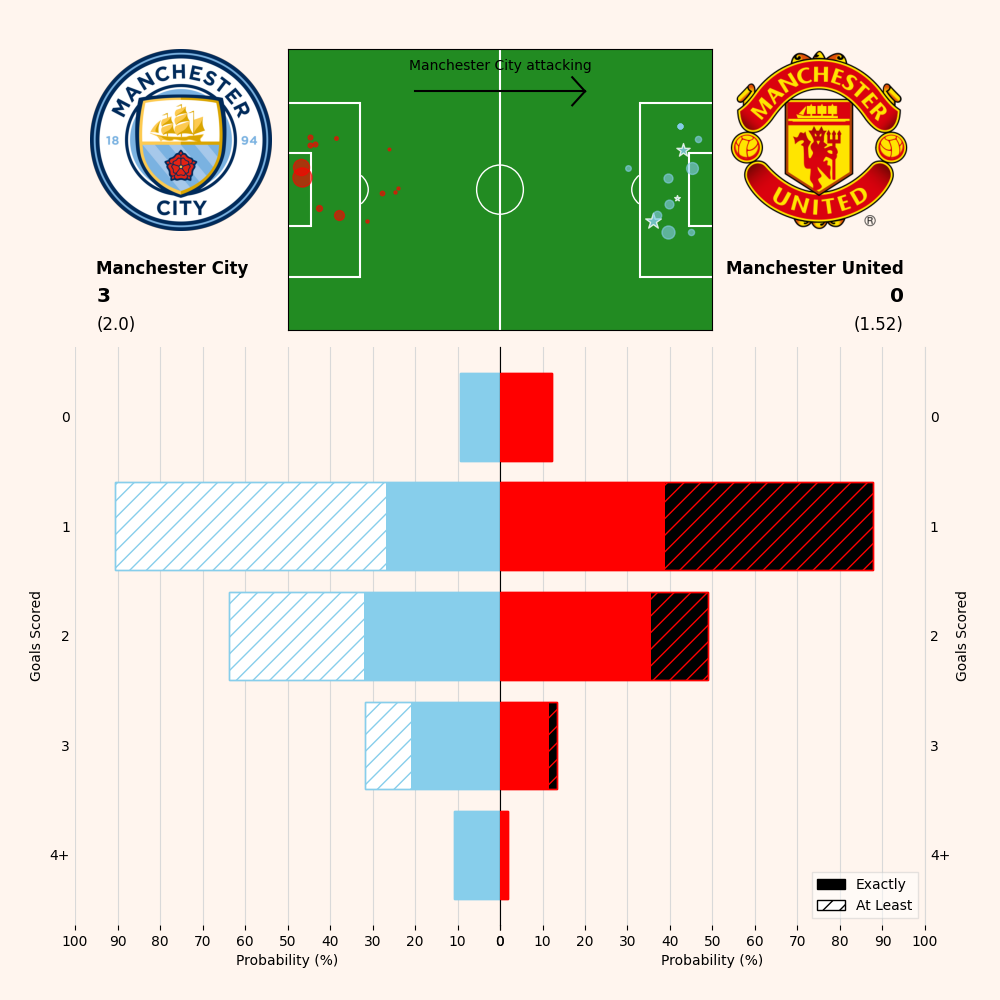 MANCHESTER
18 94
CITY
Manchester City attacking
MANCHESTER
UNITED
®
Manchester City
3
(2.0)
Manchester United
0
(1.52)
0
1
2
3
4+
Goals Scored
0
1
2
3
4+
Goals Scored
Exactly
At Least
100 90 80 70 60 50 40 30 20 10 0
0 10 20 30 40 50 60 70 80 90 100
Probability (%)
Probability (%)